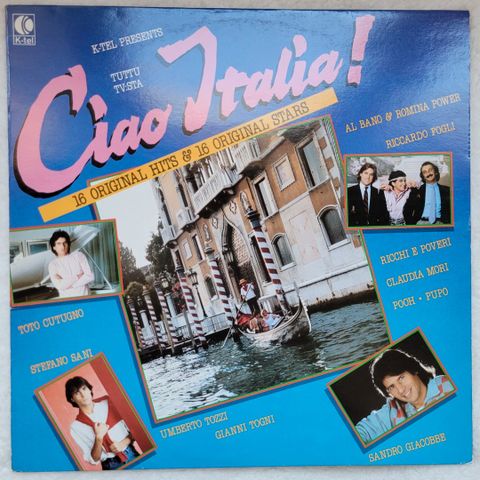 K
K-tel
K-TEL PRESENTS
TUTTU
TV:STA
Ciao Italia!
16 ORIGINAL HITS & 16 ORIGINAL STARS
AL BANO & ROMINA POWER
RICCARDO FOGLI
RICCHI E POVERI
CLAUDIA MORI
POOH • PUPO
TOTO CUTUGNO
STEFANO SANI
UMBERTO TOZZI
GIANNI TOGNI
SANDRO GIACOBBE